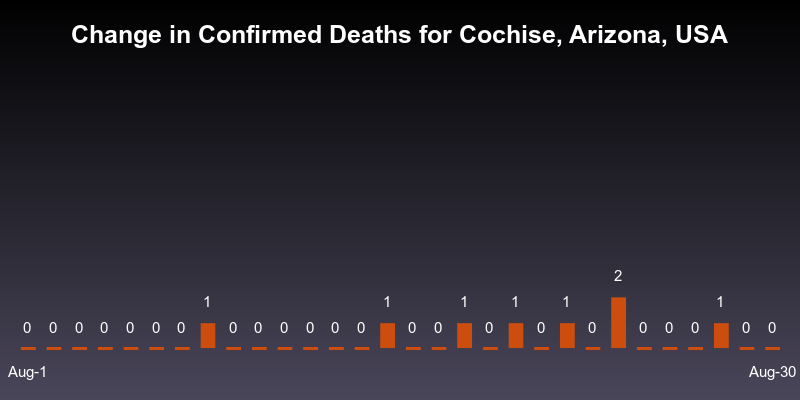 Change in Confirmed Deaths for Cochise, Arizona, USA
2
1 1 1 1 1 1
0 0 0 0 0 0 0 0 0 0 0 0 0 0 0 0 0 0 0 0 0 0 0
Aug-1 Aug-30